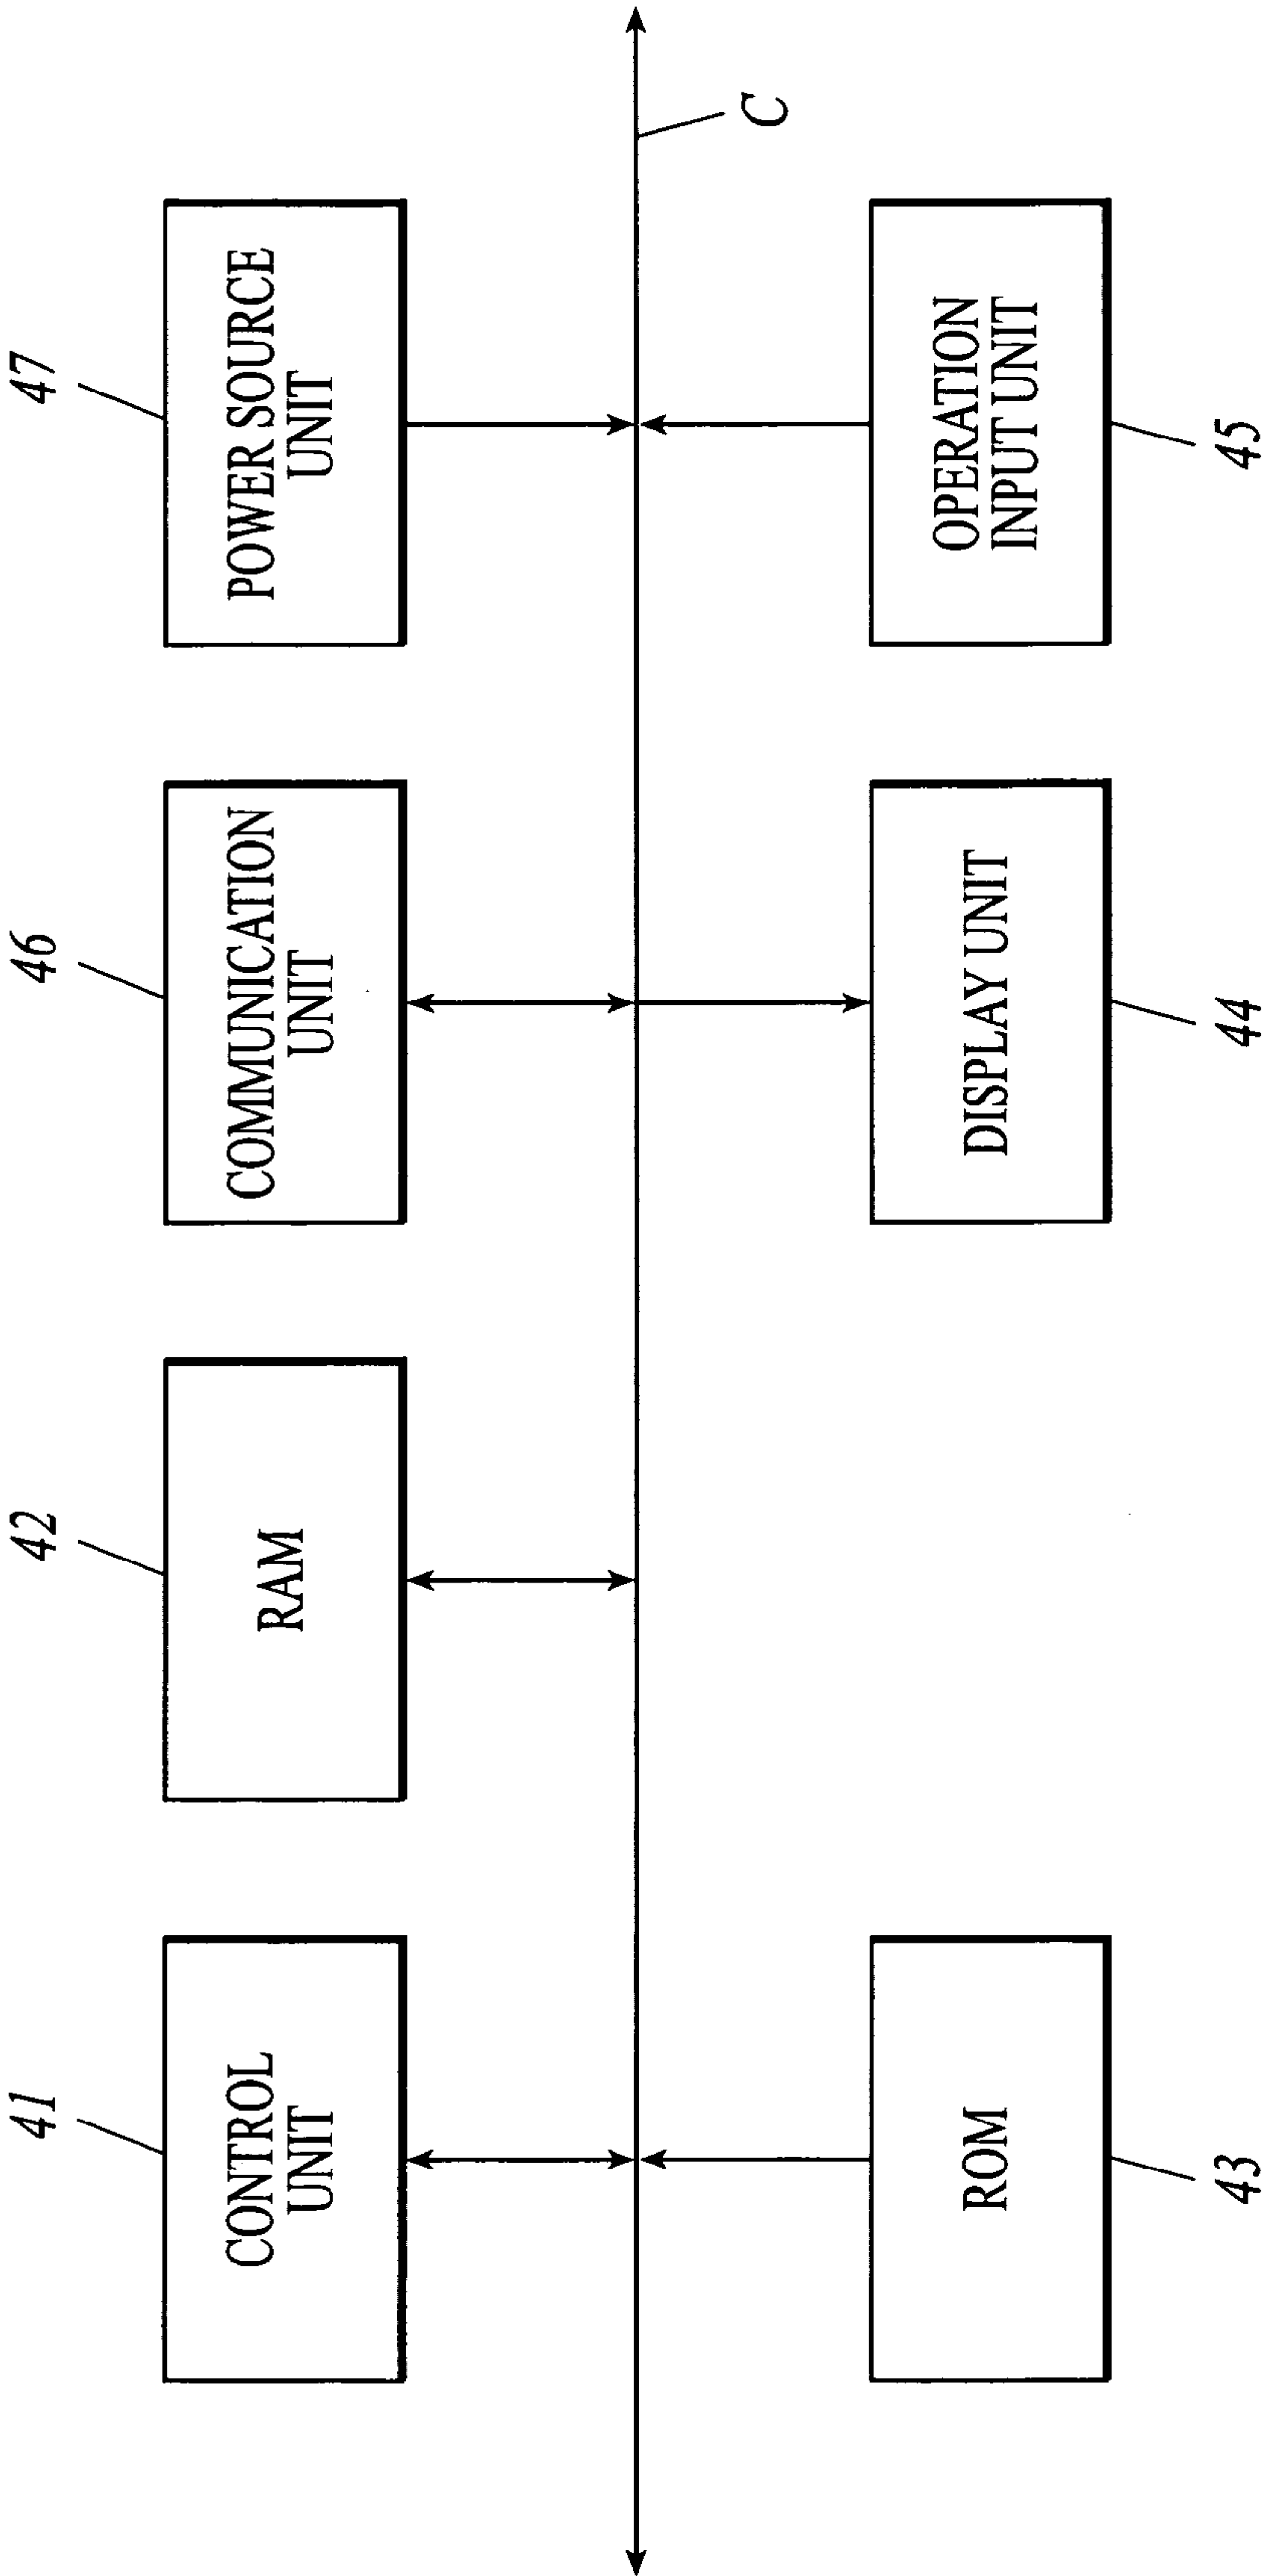 41
CONTROL
UNIT
42
RAM
46
COMMUNICATION
UNIT
47
POWER SOURCE
UNIT
C
ROM
43
DISPLAY UNIT
44
OPERATION
INPUT UNIT
45